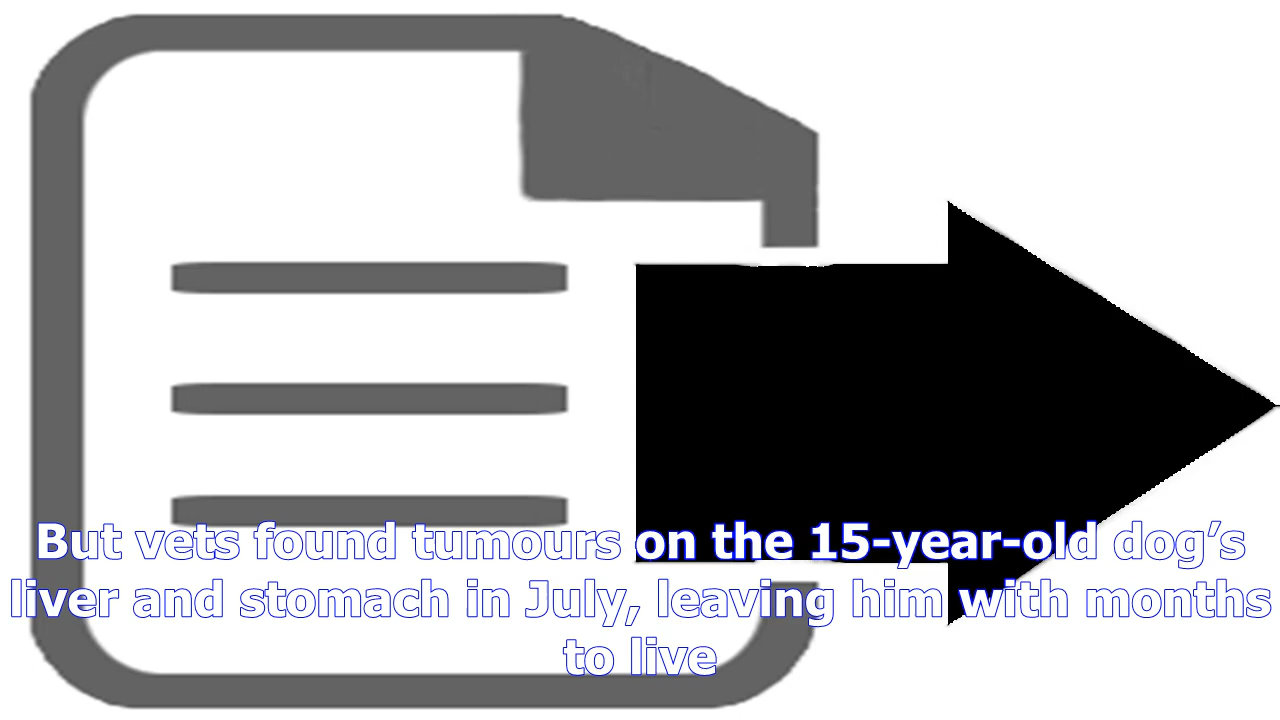 But vets found tumours on the 15-year-old dog’s
liver and stomach in July, leaving him with months
to live